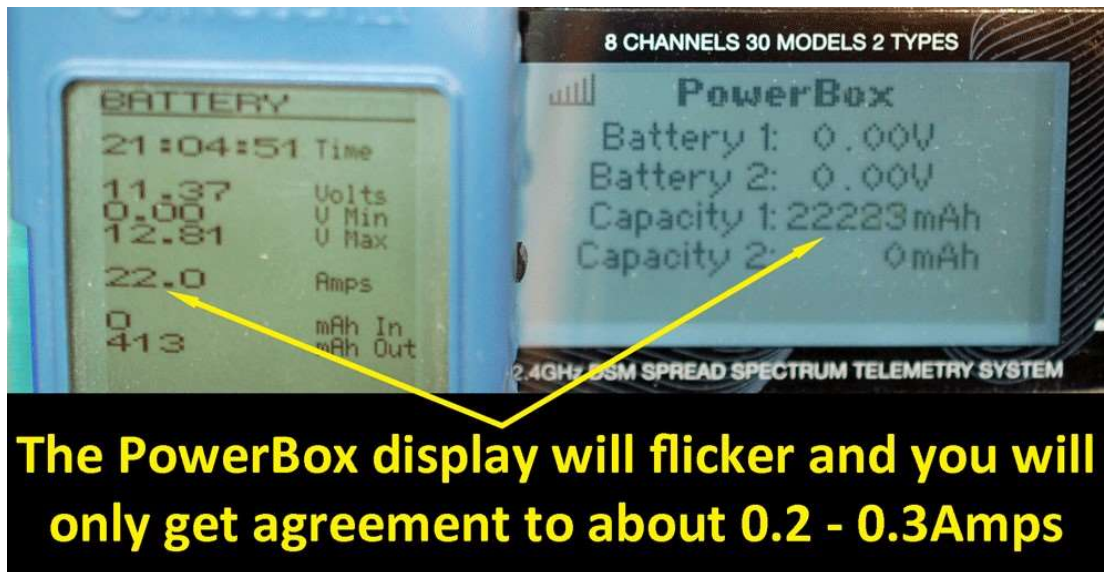 BATTERY
21:04:51 Time
11.37 Volts
0.00 V Min
12.81 V Max
22.0 Amps
0 mAh In
413 mAh Out
8 CHANNELS 30 MODELS 2 TYPES
PowerBox
Battery 1: 0.00V
Battery 2: 0.00V
Capacity 1: 22223mAh
Capacity 2: 0mAh
2.4GHz DSM SPREAD SPECTRUM TELEMETRY SYSTEM
The PowerBox display will flicker and you will
only get agreement to about 0.2 - 0.3Amps